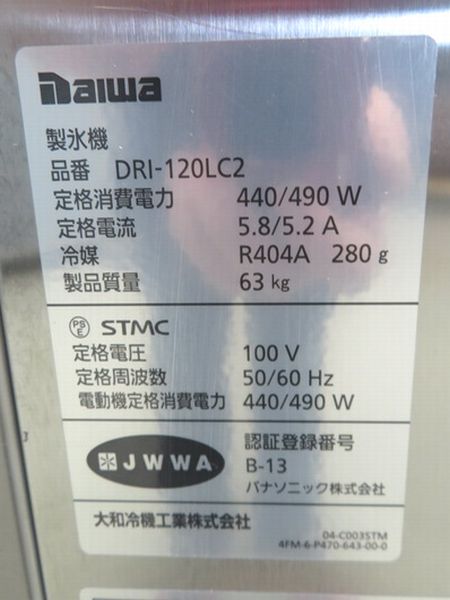 Daiwa
製氷機
品番 DRI-120LC2
定格消費電力 440/490 W
定格電流 5.8/5.2 A
冷媒 R404A 280 g
製品質量 63 kg
PSE STMC
定格電圧 100 V
定格周波数 50/60 Hz
電動機定格消費電力 440/490 W
JWWA
認証登録番号
B-13
パナソニック株式会社
大和冷機工業株式会社
04-C003STM
4FM-6-P470-643-00-0